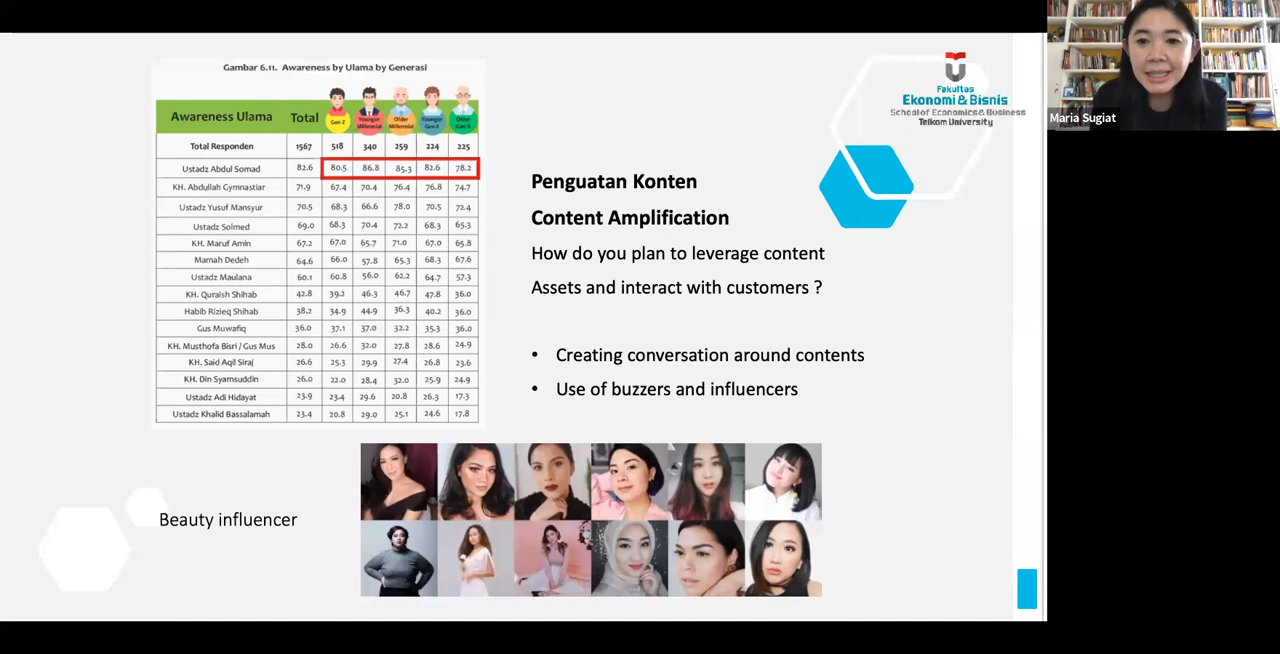 Gambar 6.11. Awareness by Ulama by Generasi
Awareness Ulama Total Gen Z Younger Millennial Older Millennial Younger Gen X Older Gen X
Total Responden 1567 518 340 259 224 225
Ustadz Abdul Somad 82.6 80.5 86.8 85.3 82.6 78.2
KH. Abdullah Gymnastiar 71.9 67.4 70.4 76.4 76.8 74.7
Ustadz Yusuf Mansyur 70.5 68.3 66.6 78.0 70.5 72.4
Ustadz Solmed 69.0 68.3 70.4 72.2 68.3 65.3
KH. Maruf Amin 67.2 67.0 65.7 71.0 67.0 65.8
Mamah Dedeh 64.6 66.0 57.8 65.3 68.3 67.6
Ustadz Maulana 60.1 60.8 56.0 62.2 64.7 57.3
KH. Quraish Shihab 42.8 39.2 46.3 46.7 47.8 36.0
Habib Rizieq Shihab 38.2 34.9 44.9 36.3 40.2 36.0
Gus Muwafiq 36.0 37.1 37.0 32.2 35.3 36.0
KH. Musthofa Bisri / Gus Mus 28.0 26.6 32.0 27.8 28.6 24.9
KH. Said Aqil Siraj 26.6 25.3 29.9 27.4 26.8 23.6
KH. Din Syamsuddin 26.0 22.0 28.4 32.0 25.9 24.9
Ustadz Adi Hidayat 23.9 23.4 29.6 20.8 26.3 17.3
Ustadz Khalid Bassalamah 23.4 20.8 29.0 25.1 24.6 17.8
Fakultas
Ekonomi & Bisnis
School of Economics & Business
Telkom University
Maria Sugiat
Penguatan Konten
Content Amplification
How do you plan to leverage content
Assets and interact with customers ?
• Creating conversation around contents
• Use of buzzers and influencers
Beauty influencer